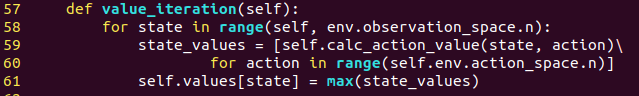 57 def value_iteration(self):
58 for state in range(self, env.observation_space.n):
59 state_values = [self.calc_action_value(state, action)\
60 for action in range(self.env.action_space.n)]
61 self.values[state] = max(state_values)